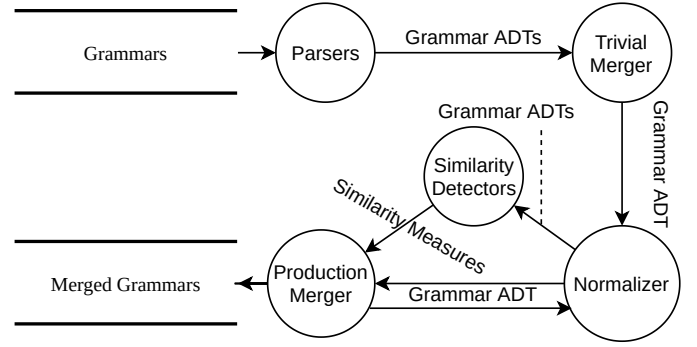 Grammars
Parsers
Grammar ADTs
Trivial
Merger
Grammar ADTs
Grammar ADT
Similarity
Detectors
Similarity Measures
Merged Grammars
Production
Merger
Grammar ADT
Normalizer